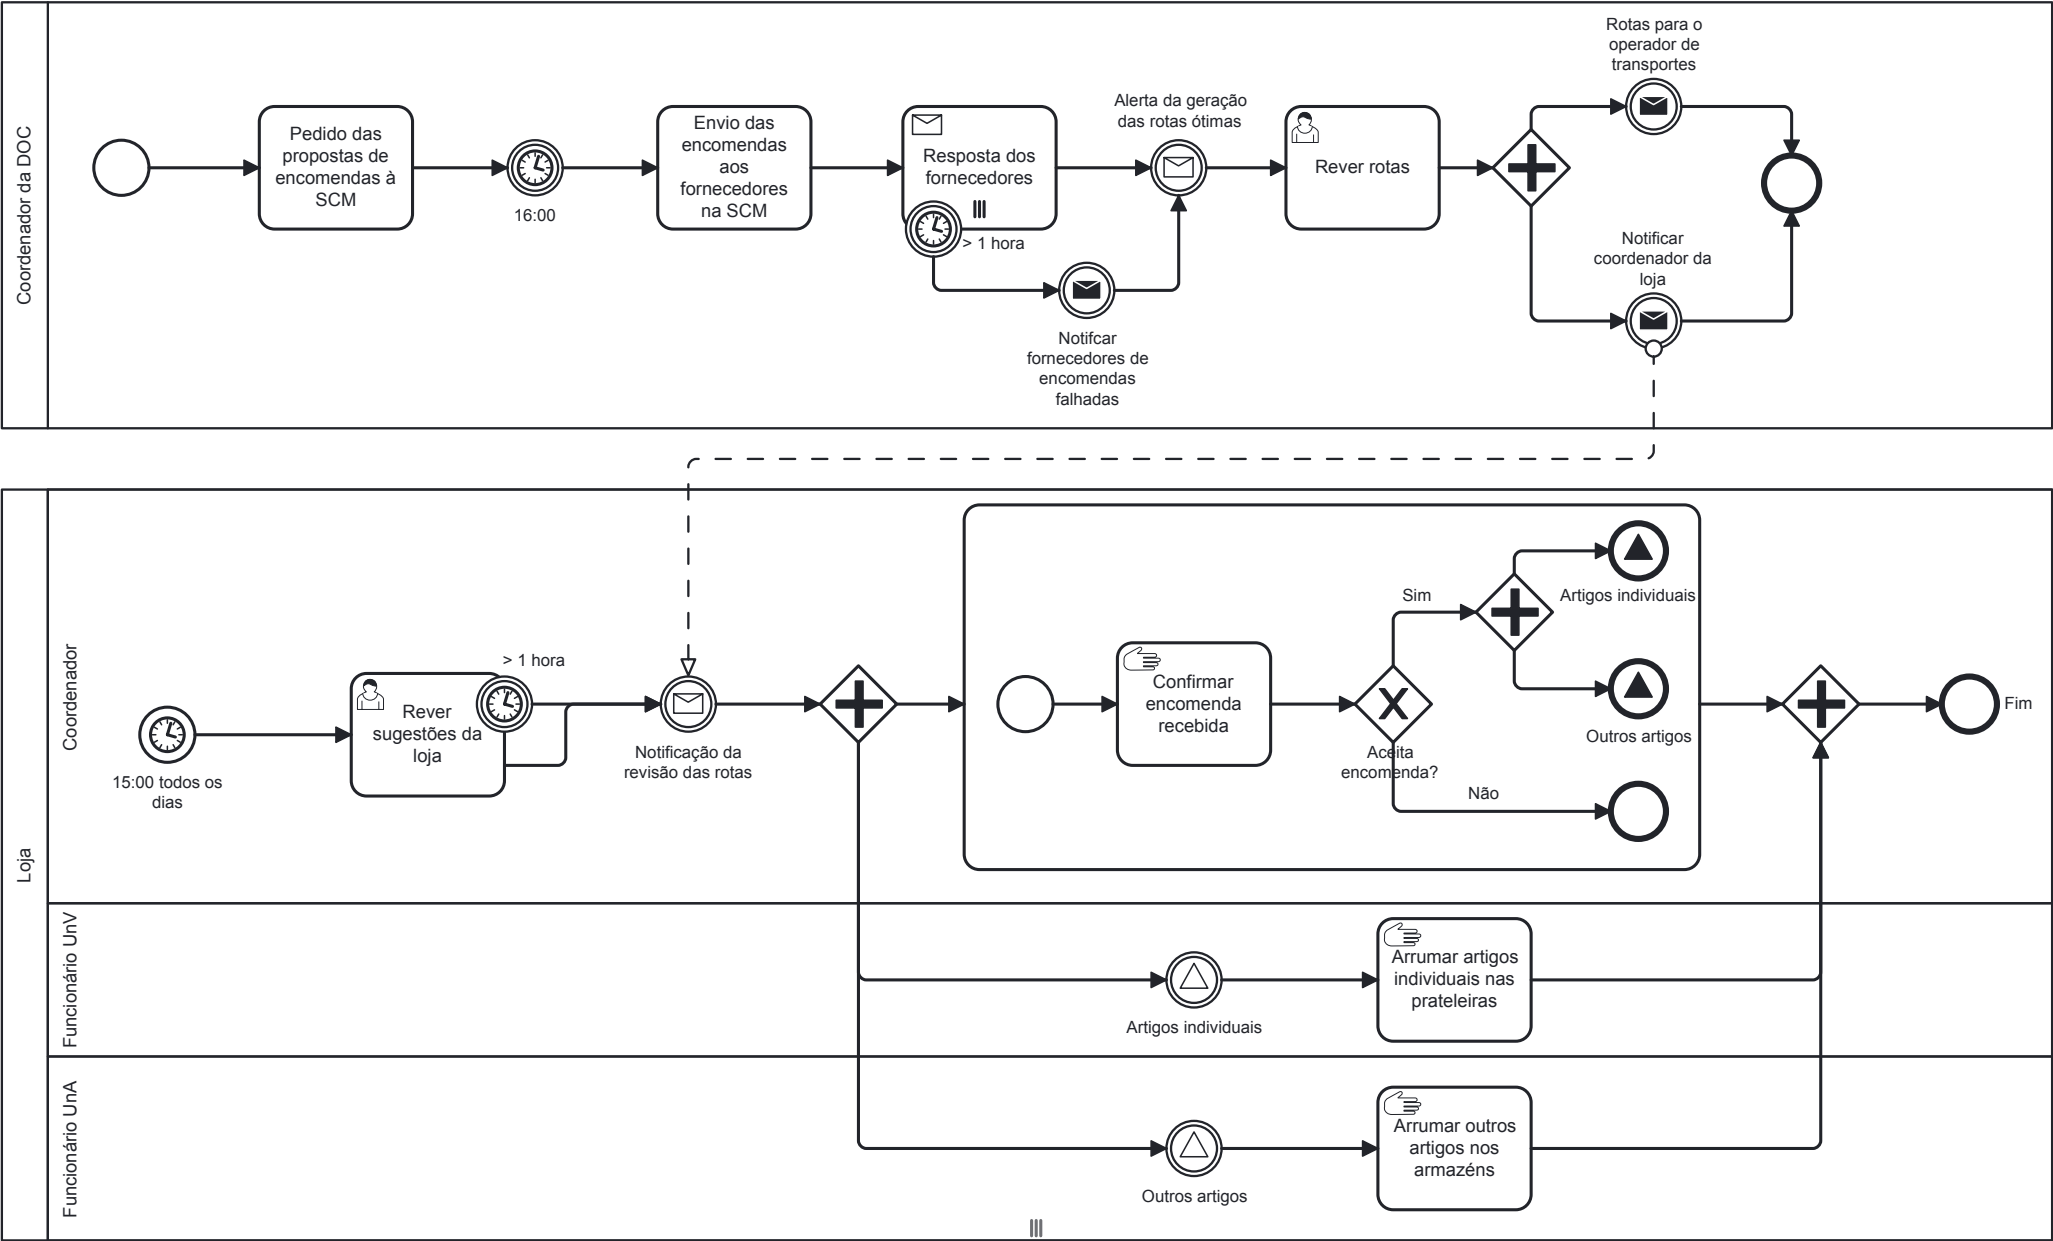 Coordenador da DOC
Pedido das
propostas de
encomendas à
SCM
16:00
Envio das
encomendas
aos
fornecedores
na SCM
Resposta dos
fornecedores
> 1 hora
Notifcar
fornecedores de
encomendas
falhadas
Alerta da geração
das rotas ótimas
Rever rotas
Rotas para o
operador de
transportes
Notificar
coordenador da
loja
Loja
Coordenador
15:00 todos os
dias
Rever
sugestões da
loja
> 1 hora
Notificação da
revisão das rotas
Confirmar
encomenda
recebida
Aceita
encomenda?
Sim
Não
Artigos individuais
Outros artigos
Fim
Funcionário UnV
Artigos individuais
Arrumar artigos
individuais nas
prateleiras
Funcionário UnA
Outros artigos
Arrumar outros
artigos nos
armazéns